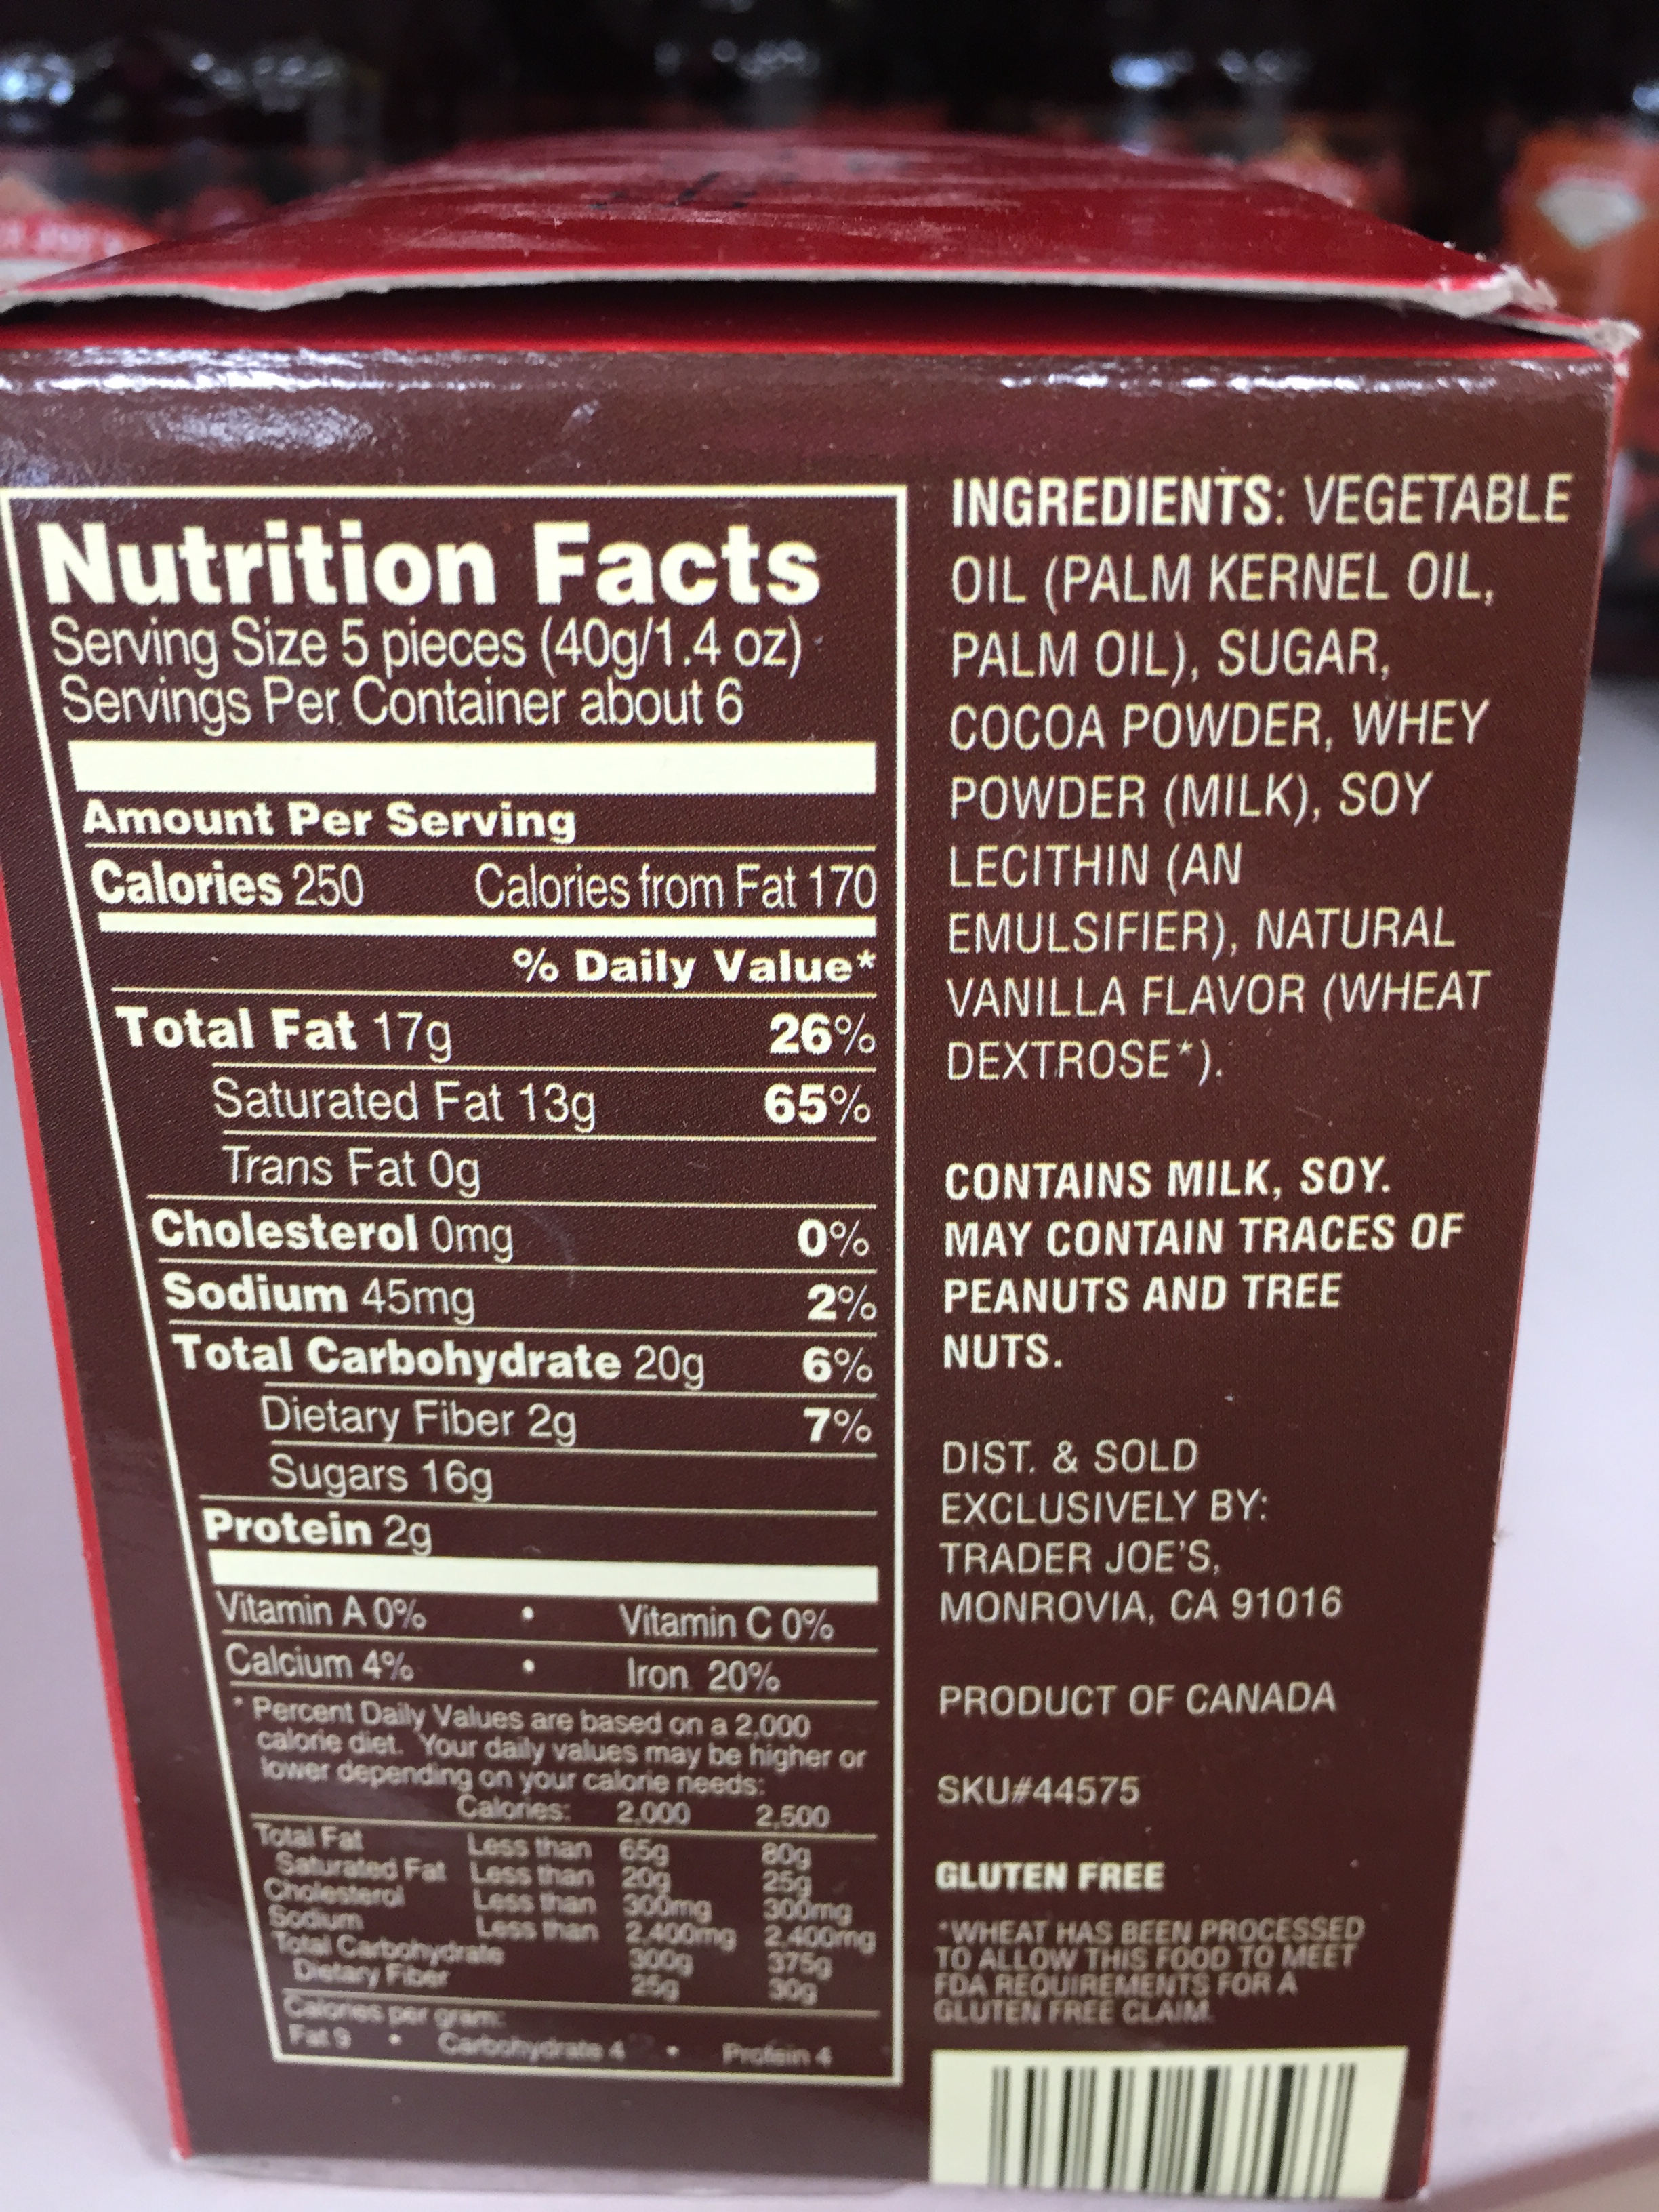 Nutrition Facts
Serving Size 5 pieces (40g/1.4 oz)
Servings Per Container about 6
Amount Per Serving
Calories 250 Calories from Fat 170
% Daily Value*
Total Fat 17g 26%
Saturated Fat 13g 65%
Trans Fat 0g
Cholesterol 0mg 0%
Sodium 45mg 2%
Total Carbohydrate 20g 6%
Dietary Fiber 2g 7%
Sugars 16g
Protein 2g
Vitamin A 0% • Vitamin C 0%
Calcium 4% • Iron 20%
* Percent Daily Values are based on a 2,000
calorie diet. Your daily values may be higher or
lower depending on your calorie needs:
Calories: 2,000 2,500
Total Fat Less than 65g 80g
Saturated Fat Less than 20g 25g
Cholesterol Less than 300mg 300mg
Sodium Less than 2,400mg 2,400mg
Total Carbohydrate 300g 375g
Dietary Fiber 25g 30g
Calories per gram:
Fat 9 • Carbohydrate 4 • Protein 4
INGREDIENTS: VEGETABLE
OIL (PALM KERNEL OIL,
PALM OIL), SUGAR,
COCOA POWDER, WHEY
POWDER (MILK), SOY
LECITHIN (AN
EMULSIFIER), NATURAL
VANILLA FLAVOR (WHEAT
DEXTROSE*).
CONTAINS MILK, SOY.
MAY CONTAIN TRACES OF
PEANUTS AND TREE
NUTS.
DIST. & SOLD
EXCLUSIVELY BY:
TRADER JOE'S,
MONROVIA, CA 91016
PRODUCT OF CANADA
SKU#44575
GLUTEN FREE
*WHEAT HAS BEEN PROCESSED
TO ALLOW THIS FOOD TO MEET
FDA REQUIREMENTS FOR A
GLUTEN FREE CLAIM.